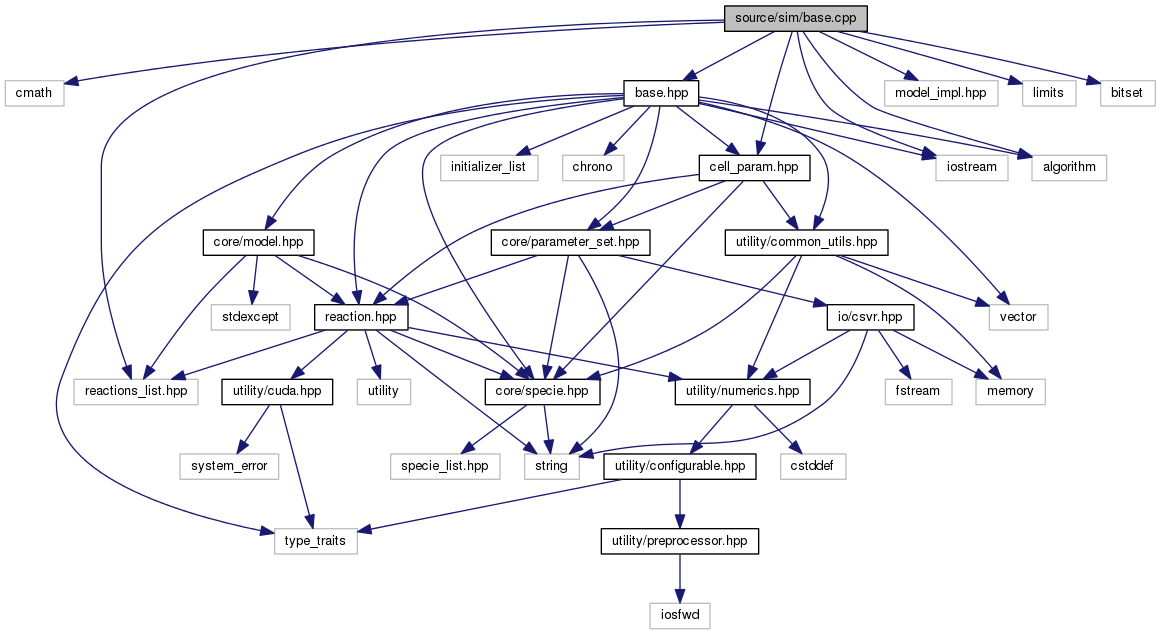 source/sim/base.cpp
cmath
base.hpp
model_impl.hpp
limits
bitset
initializer_list
chrono
cell_param.hpp
iostream
algorithm
core/model.hpp
core/parameter_set.hpp
utility/common_utils.hpp
stdexcept
reaction.hpp
io/csvr.hpp
vector
reactions_list.hpp
utility/cuda.hpp
utility
core/specie.hpp
utility/numerics.hpp
fstream
memory
system_error
specie_list.hpp
string
utility/configurable.hpp
cstddef
type_traits
utility/preprocessor.hpp
iosfwd